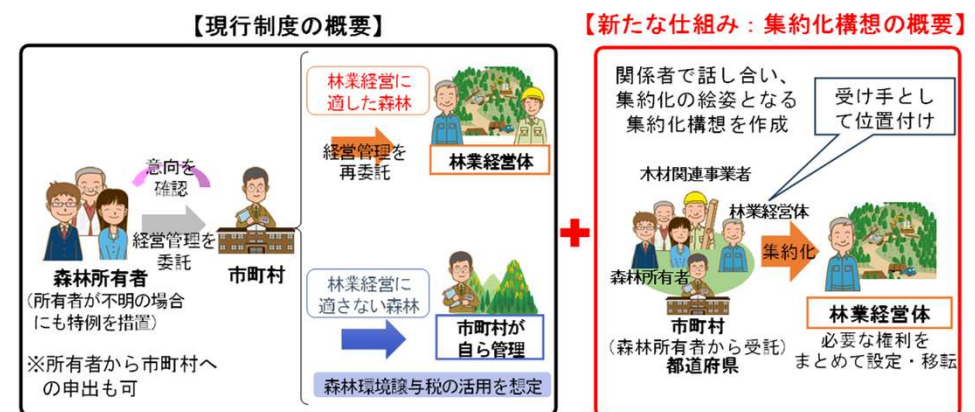 【現行制度の概要】
林業経営に
適した森林
経営管理を
再委託
林業経営体
意向を
確認
経営管理を
委託
森林所有者
(所有者が不明の場合
にも特例を措置)
市町村
※所有者から市町村へ
の申出も可
林業経営に
適さない森林
市町村が
自ら管理
森林環境譲与税の活用を想定
【新たな仕組み：集約化構想の概要】
関係者で話し合い、
集約化の絵姿となる
集約化構想を作成
受け手とし
て位置付け
木材関連事業者
林業経営体
森林所有者
集約化
市町村
(森林所有者から受託)
都道府県
林業経営体
必要な権利を
まとめて設定・移転